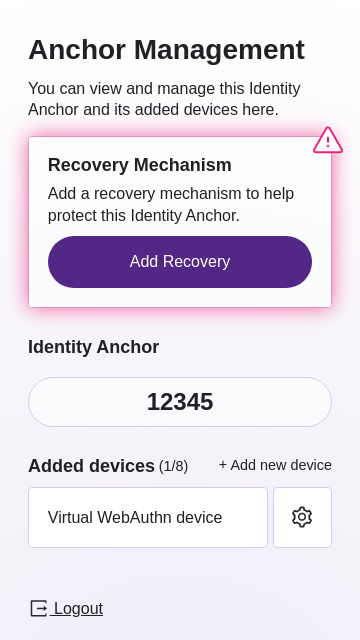 Anchor Management
You can view and manage this Identity
Anchor and its added devices here.
Recovery Mechanism
Add a recovery mechanism to help
protect this Identity Anchor.
Add Recovery
Identity Anchor
12345
Added devices (1/8) + Add new device
Virtual WebAuthn device
Logout